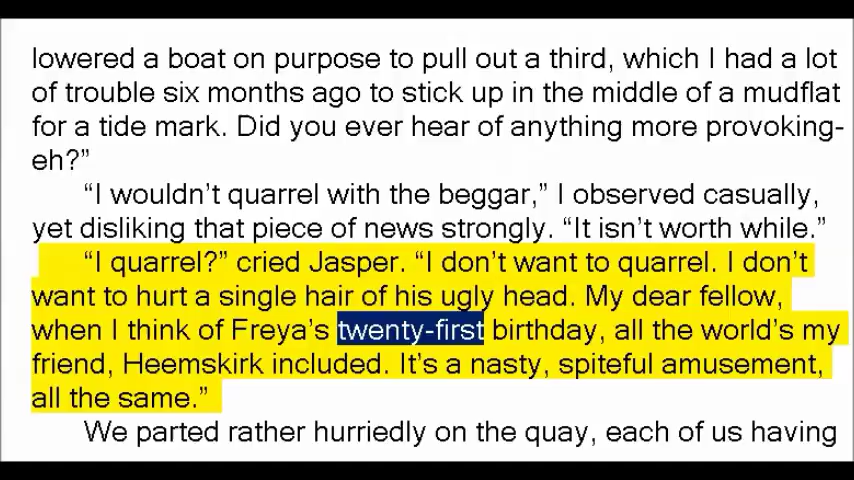 lowered a boat on purpose to pull out a third, which I had a lot
of trouble six months ago to stick up in the middle of a mudflat
for a tide mark. Did you ever hear of anything more provoking-
eh?”
“I wouldn’t quarrel with the beggar,” I observed casually,
yet disliking that piece of news strongly. “It isn’t worth while.”
“I quarrel?” cried Jasper. “I don’t want to quarrel. I don’t
want to hurt a single hair of his ugly head. My dear fellow,
when I think of Freya’s twenty-first birthday, all the world’s my
friend, Heemskirk included. It’s a nasty, spiteful amusement,
all the same.”
We parted rather hurriedly on the quay, each of us having